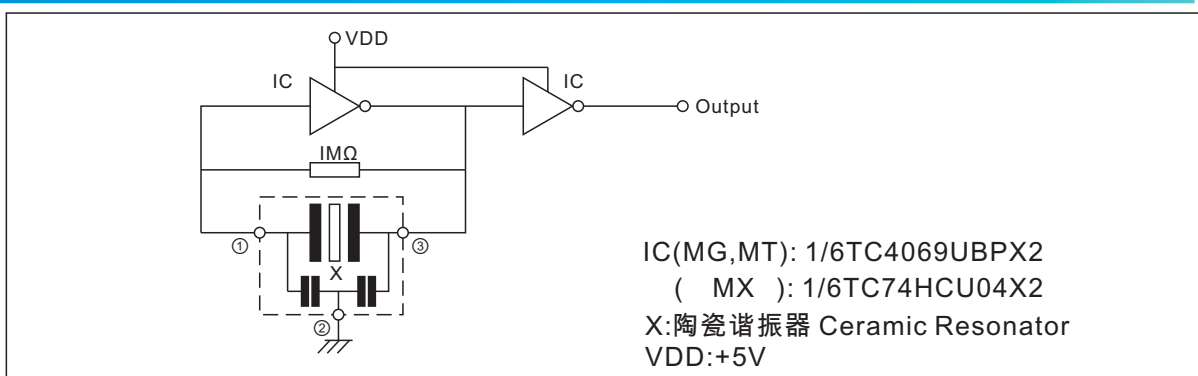 VDD
IC
IC
Output
IMΩ
①
③
X
②
IC(MG,MT): 1/6TC4069UBPX2
( MX ): 1/6TC74HCU04X2
X:陶瓷谐振器 Ceramic Resonator
VDD:+5V